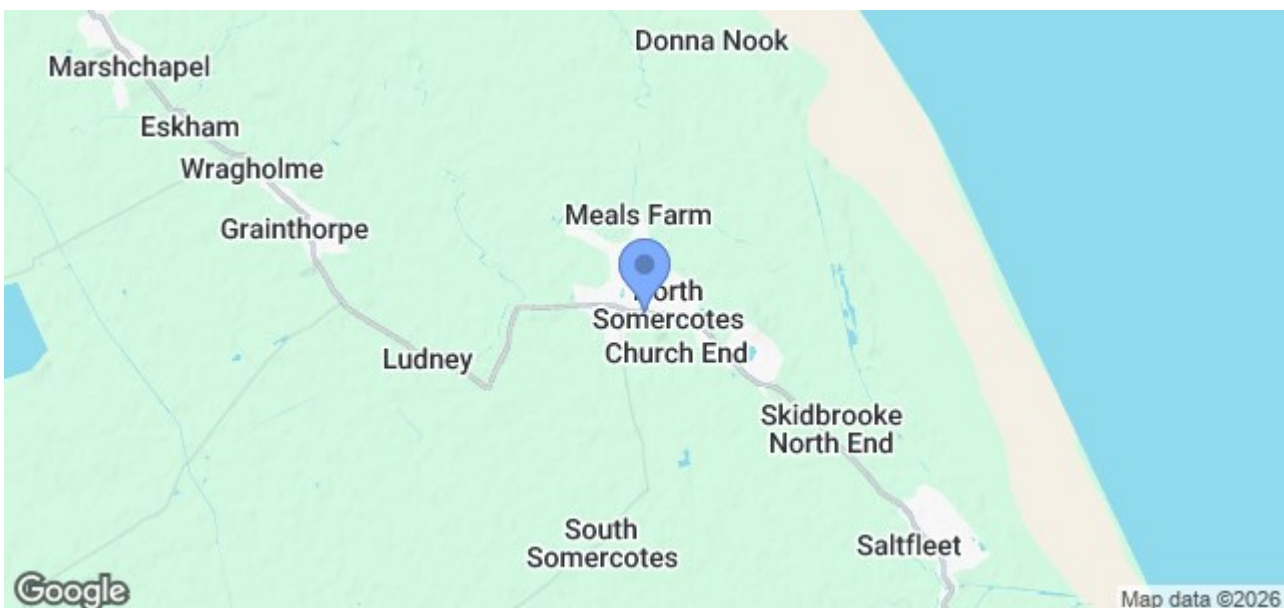 Donna Nook
Marshchapel
Eskham
Wragholme
Meals Farm
Grainthorpe
North
Somercotes
Church End
Ludney
Skidbrooke
North End
South
Somercotes
Saltfleet
Google
Map data ©2026